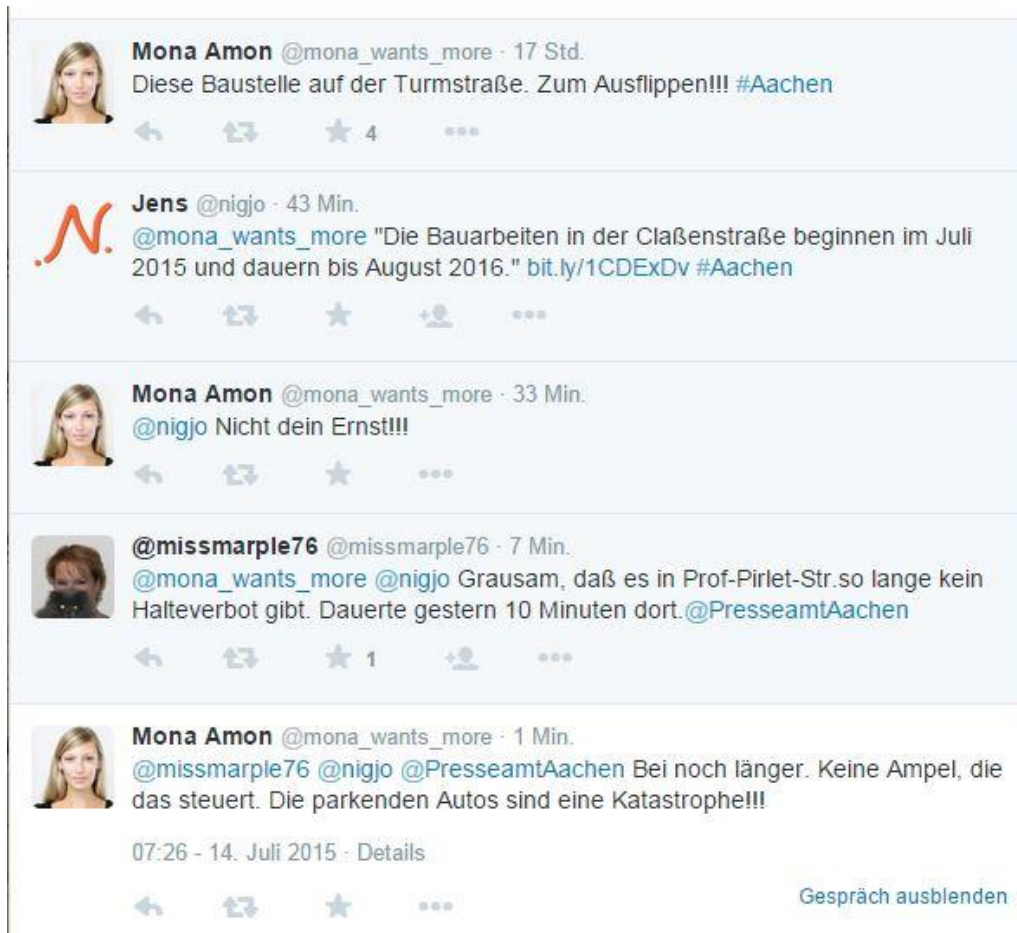 Mona Amon @mona_wants_more · 17 Std.
Diese Baustelle auf der Turmstraße. Zum Ausflippen!!! #Aachen
4
N.
Jens @nigjo · 43 Min.
@mona_wants_more "Die Bauarbeiten in der Claßenstraße beginnen im Juli
2015 und dauern bis August 2016." bit.ly/1CDExDv #Aachen
Mona Amon @mona_wants_more · 33 Min.
@nigjo Nicht dein Ernst!!!
@missmarple76 @missmarple76 · 7 Min.
@mona_wants_more @nigjo Grausam, daß es in Prof-Pirlet-Str.so lange kein
Halteverbot gibt. Dauerte gestern 10 Minuten dort.@PresseamtAachen
1
Mona Amon @mona_wants_more · 1 Min.
@missmarple76 @nigjo @PresseamtAachen Bei noch länger. Keine Ampel, die
das steuert. Die parkenden Autos sind eine Katastrophe!!!
07:26 - 14. Juli 2015 · Details
Gespräch ausblenden